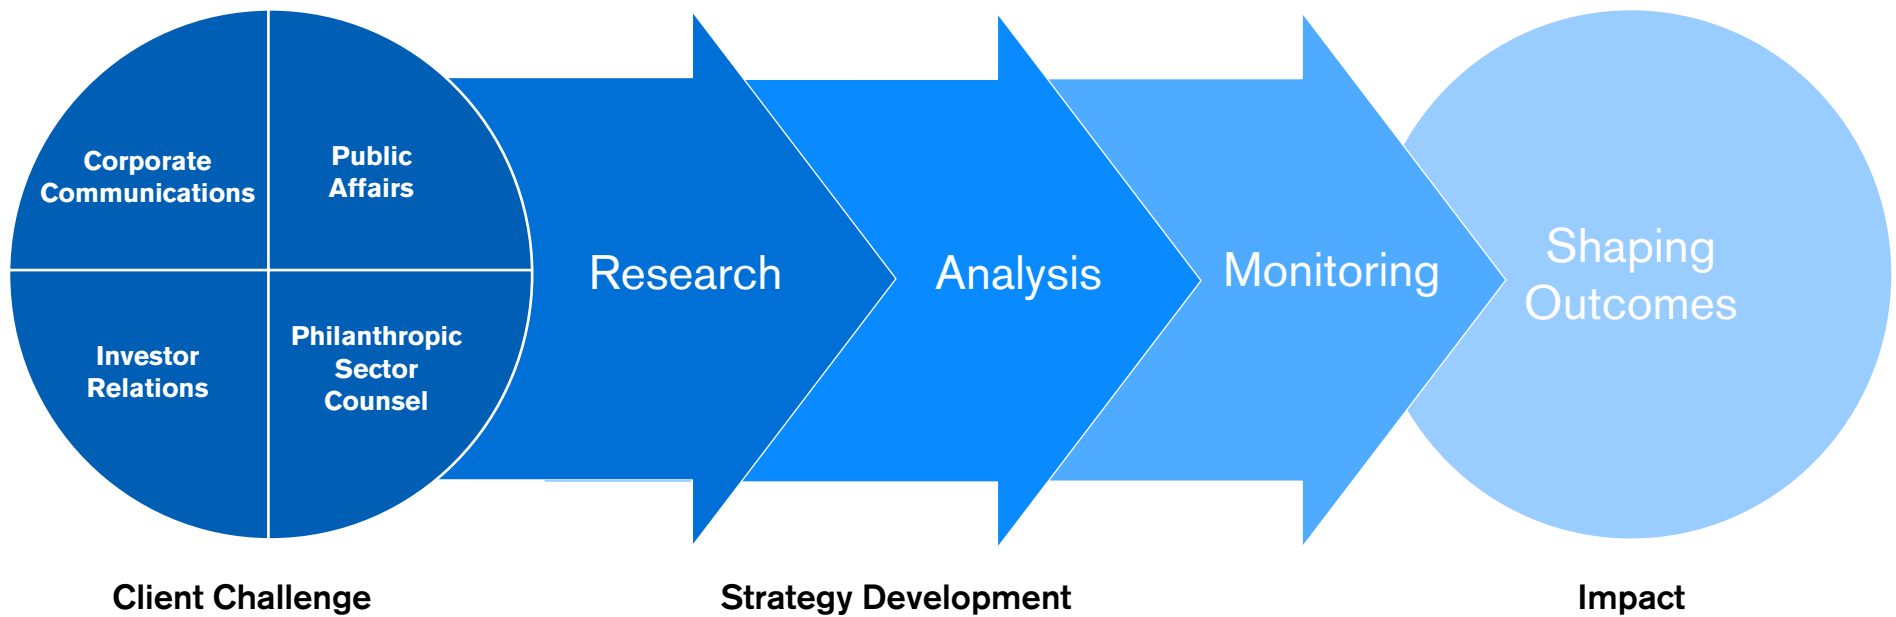 Corporate
Communications
Public
Affairs
Investor
Relations
Philanthropic
Sector
Counsel
Research
Analysis
Monitoring
Shaping
Outcomes
Client Challenge
Strategy Development
Impact